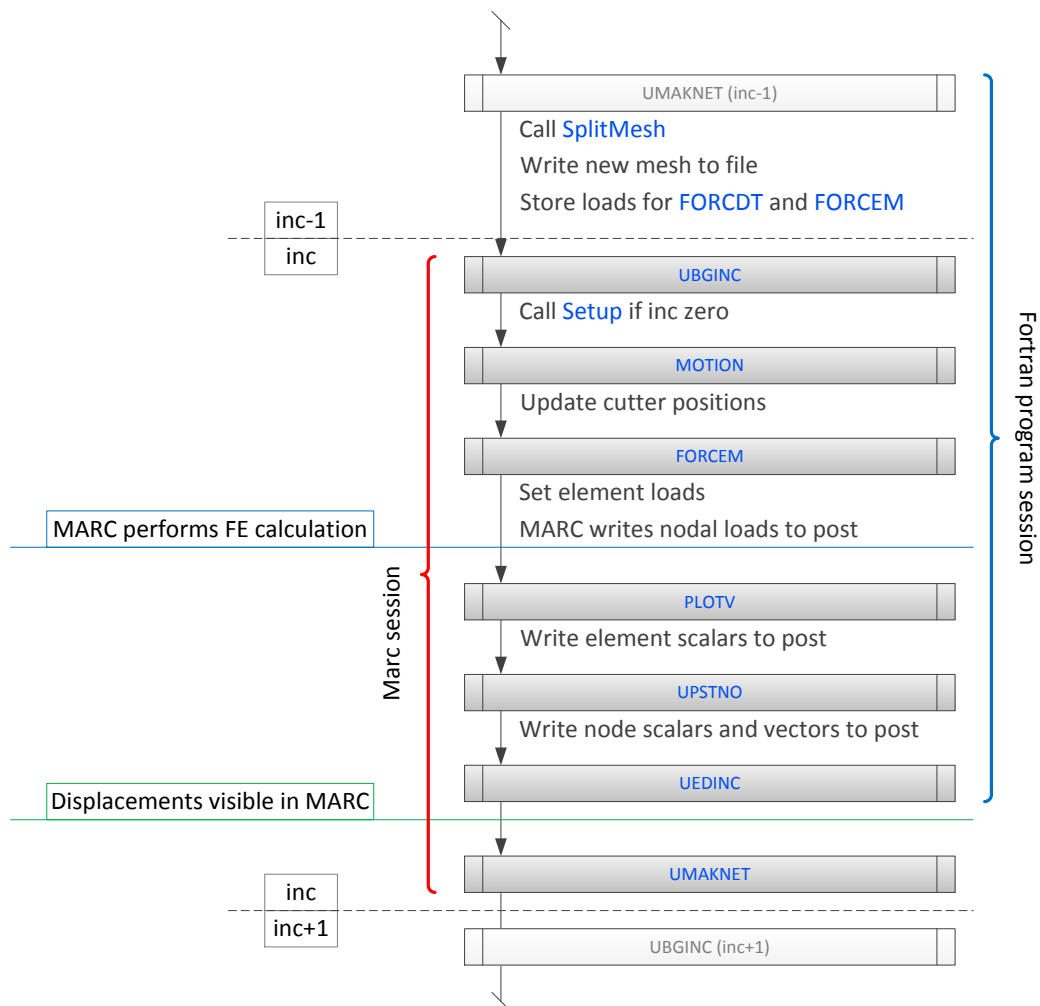 UMAKNET (inc-1)
Call SplitMesh
Write new mesh to file
Store loads for FORCDT and FORCEM
inc-1
inc
UBGINC
Call Setup if inc zero
MOTION
Update cutter positions
FORCEM
Set element loads
MARC writes nodal loads to post
MARC performs FE calculation
PLOTV
Write element scalars to post
UPSTNO
Write node scalars and vectors to post
UEDINC
Displacements visible in MARC
UMAKNET
inc
inc+1
UBGINC (inc+1)
Marc session
Fortran program session